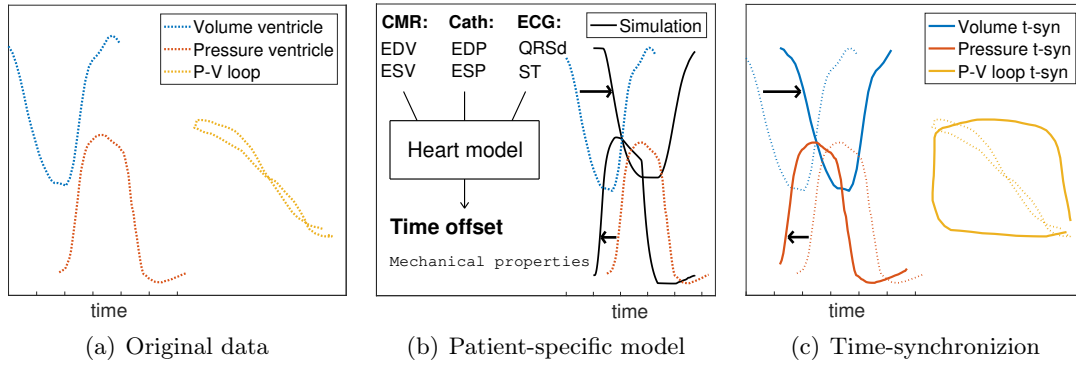 Volume ventricle
Pressure ventricle
P-V loop
time
(a) Original data
CMR: Cath: ECG:
EDV EDP QRSd
ESV ESP ST
Simulation
Heart model
Time offset
Mechanical properties
time
(b) Patient-specific model
Volume t-syn
Pressure t-syn
P-V loop t-syn
time
(c) Time-synchronizion